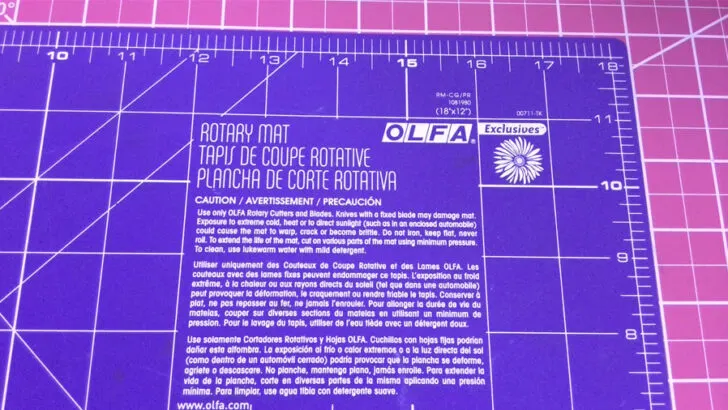 10 11 12 13 14 15 16 17 18
RM-CG/PR
1081980
(18"x12")
00711-TK
11
ROTARY MAT
OLFA®
Exclusives™
TAPIS DE COUPE ROTATIVE
PLANCHA DE CORTE ROTATIVA
10
CAUTION / AVERTISSEMENT / PRECAUCIÓN
Use only OLFA Rotary Cutters and Blades. Knives with a fixed blade may damage mat.
Exposure to extreme cold, heat or to direct sunlight (such as in an enclosed automobile)
could cause the mat to warp, crack or become brittle. Do not iron, keep flat, never
roll. To extend the life of the mat, cut on various parts of the mat using minimum pressure.
To clean, use lukewarm water with mild detergent.
Utiliser uniquement des Couteaux de Coupe Rotative et des Lames OLFA. Les
couteaux avec des lames fixes peuvent endommager ce tapis. L'exposition au froid
extrême, à la chaleur ou aux rayons directs du soleil (tel que dans une automobile)
peut provoquer la déformation, le craquement ou rendre friable le tapis. Conserver à
plat, ne pas reposer au fer, ne jamais l'enrouler. Pour allonger la durée de vie du
matelas, couper sur diverses sections du matelas en utilisant un minimum de
pression. Pour le lavage du tapis, utiliser de l'eau tiède avec un détergent doux.
8
Use solamente Cortadores Rotativos y Hojas OLFA. Cuchillos con hojas fijas podrían
dañar esta alfombra. La exposición al frío o calor extremos o a la luz directa del sol
(como dentro de un automóvil cerrado) podría provocar que la plancha se deforme,
agriete o descascare. No planche, mantenga plano, jamás enrolle. Para extender la
vida de la plancha, corte en diversas partes de la misma aplicando una presión
mínima. Para limpiar, use agua tibia con detergente suave.
www.olfa.com